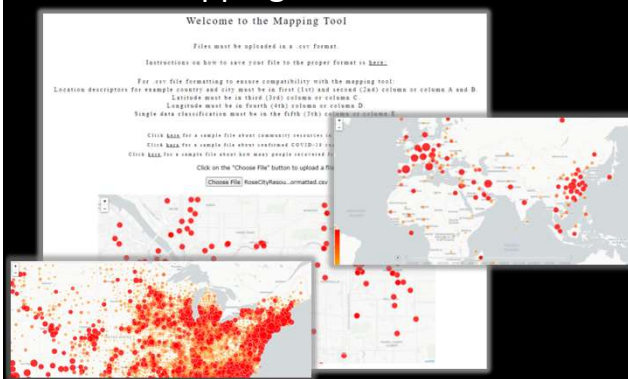 Welcome to the Mapping Tool
Files must be uploaded in a .csv format.
Instructions on how to save your file to the proper format is here:
For .csv file formatting to ensure compatibility with the mapping tool:
Location descriptors for example country and city must be in first (1st) and second (2nd) column or column A and B.
Latitude must be in third (3rd) column or column C.
Longitude must be in fourth (4th) column or column D.
Single data classification must be in the fifth (5th) column or column E
Click here for a sample file about community resources in
Click here for a sample file about confirmed COVID-19
Click here for a sample file about how many people recovered
Click on the "Choose File" button to upload a
Choose File RoseCityResou...ormatted.csv